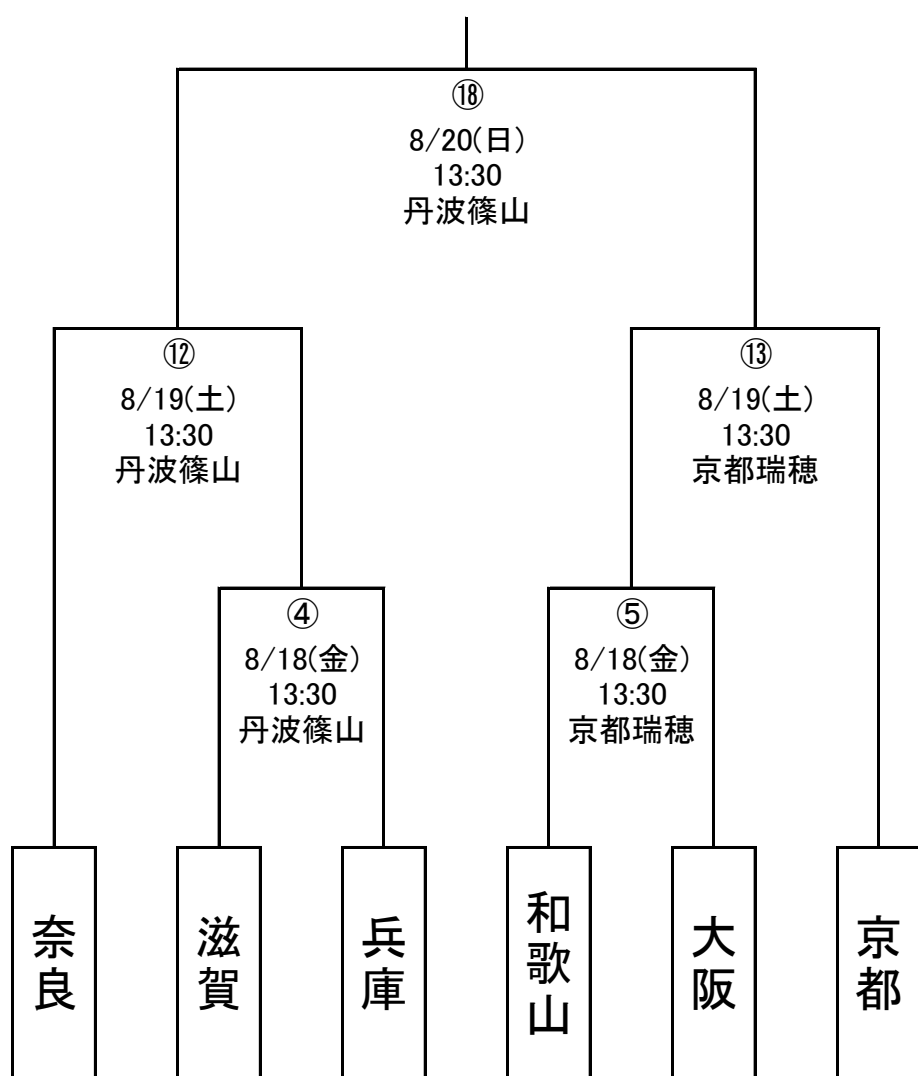 ⑱
8/20(日)
13:30
丹波篠山
⑫
8/19(土)
13:30
丹波篠山
⑬
8/19(土)
13:30
京都瑞穂
④
8/18(金)
13:30
丹波篠山
⑤
8/18(金)
13:30
京都瑞穂
奈良
滋賀
兵庫
和歌山
大阪
京都